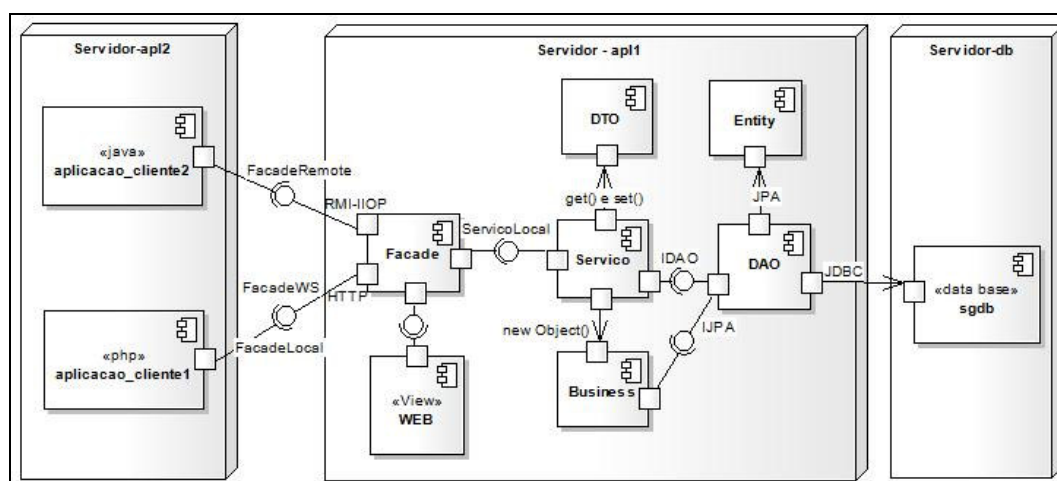 Servidor-apl2
«java»
aplicacao_cliente2
«php»
aplicacao_cliente1
FacadeRemote
RMI-IIOP
FacadeWS
HTTP
FacadeLocal
Servidor - apl1
Facade
«View»
WEB
ServicoLocal
DTO
get() e set()
Servico
new Object()
Business
IDAO
IJPA
Entity
JPA
DAO
JDBC
Servidor-db
«data base»
sgdb